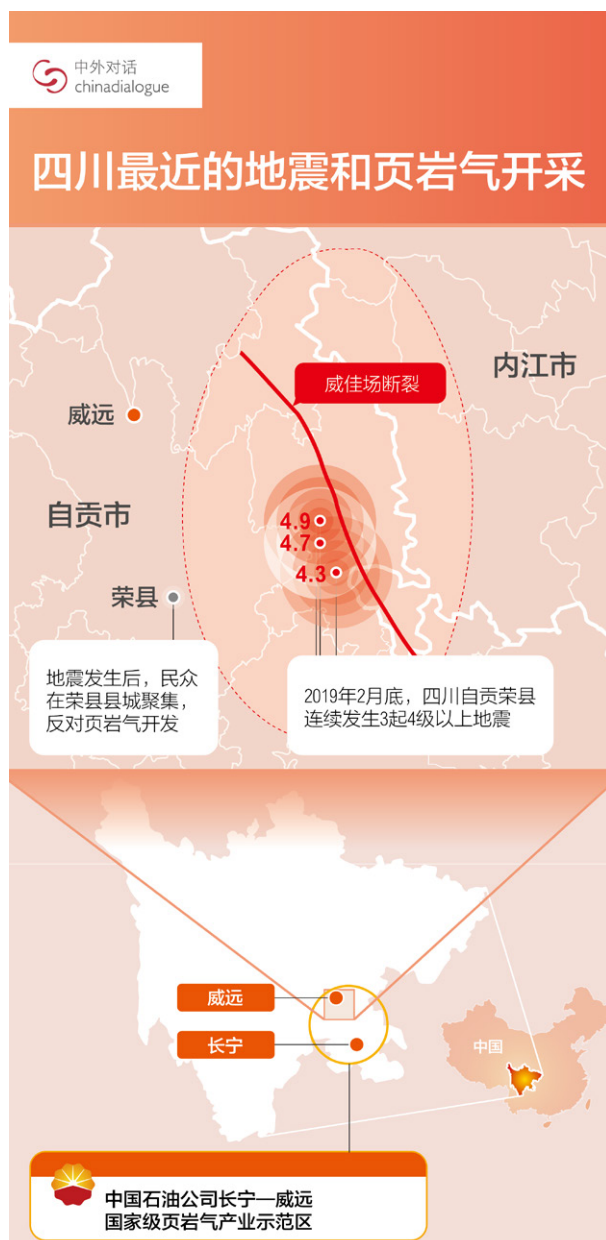 中外对话
chinadialogue
四川最近的地震和页岩气开采
内江市
威佳场断裂
威远
自贡市
4.9
4.7
4.3
荣县
地震发生后，民众
在荣县县城聚集，
反对页岩气开发
2019年2月底，四川自贡荣县
连续发生3起4级以上地震
威远
长宁
中国
中国石油公司长宁—威远
国家级页岩气产业示范区